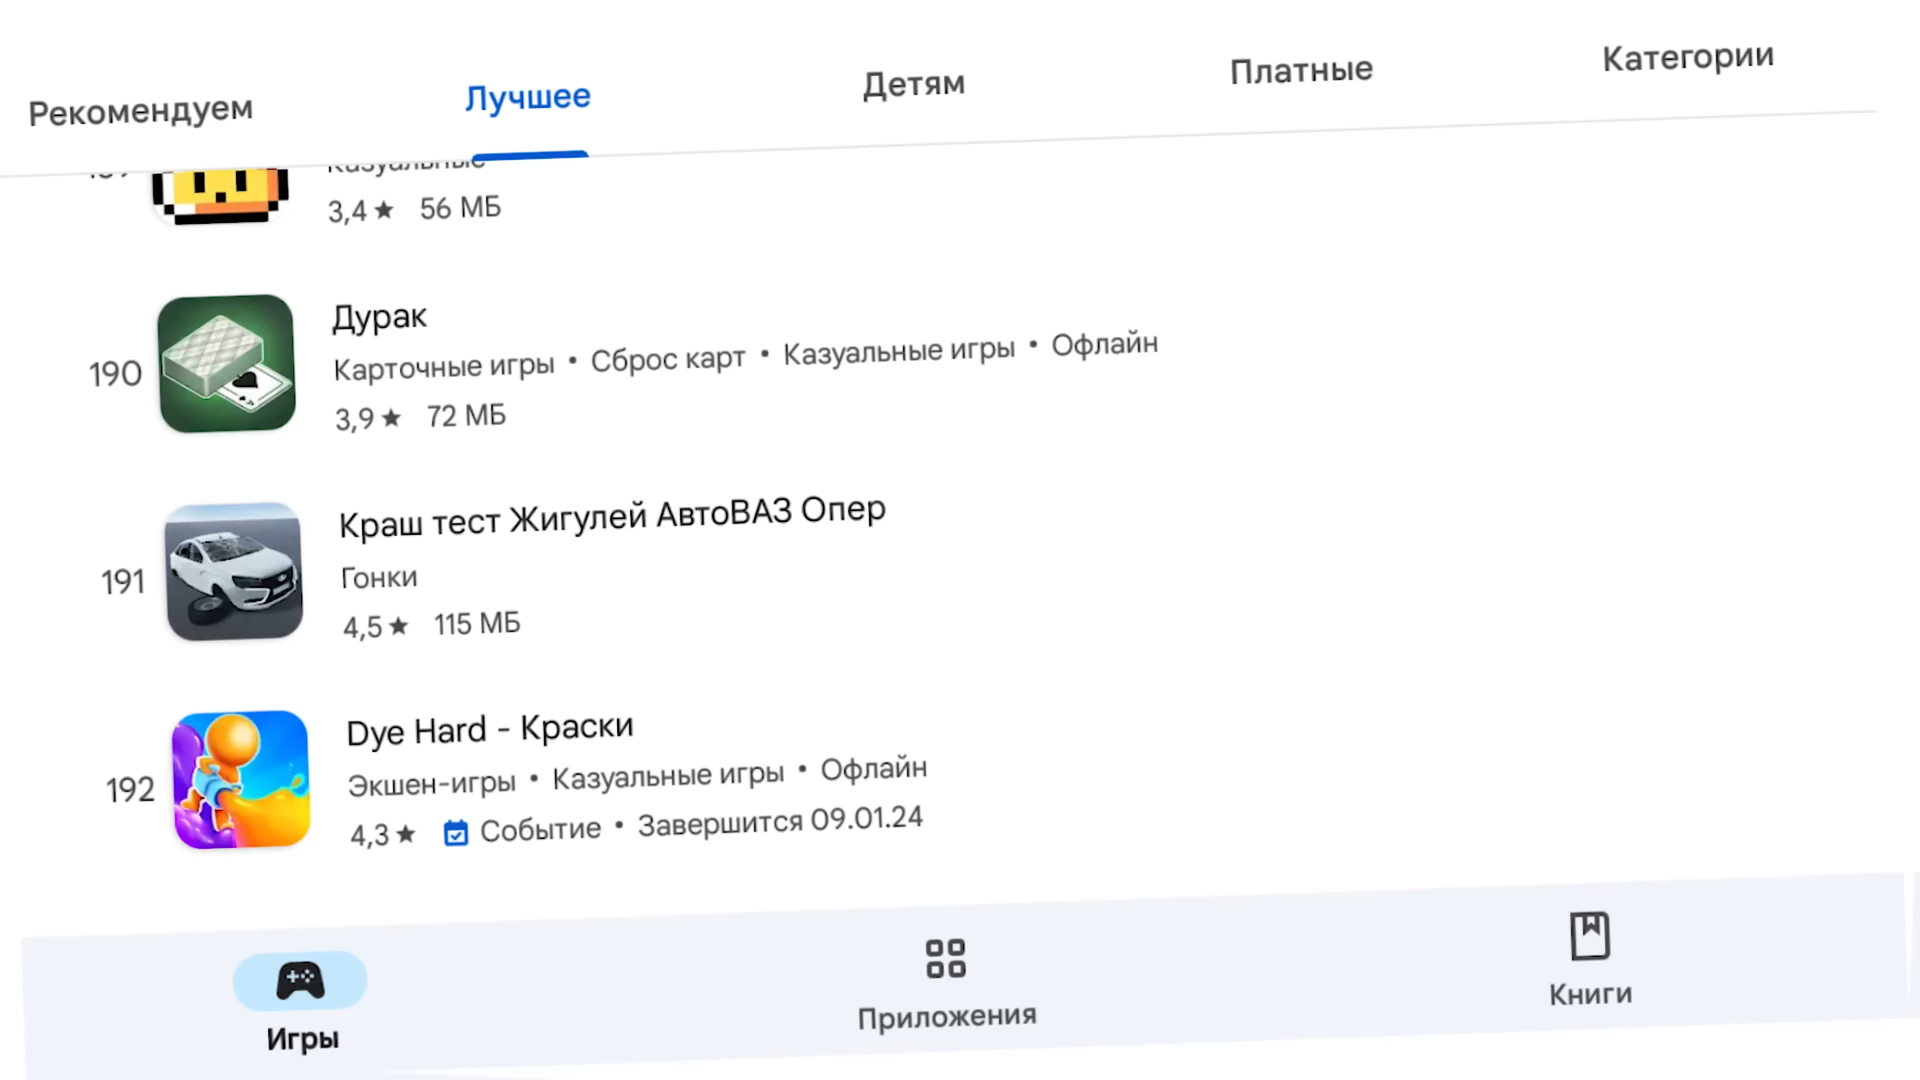 Рекомендуем
Лучшее
Детям
Платные
Категории
Казуальные
3,4 ★ 56 МБ
190
Дурак
Карточные игры • Сброс карт • Казуальные игры • Офлайн
3,9 ★ 72 МБ
191
Краш тест Жигулей АвтоВАЗ Опер
Гонки
4,5 ★ 115 МБ
192
Dye Hard - Краски
Экшен-игры • Казуальные игры • Офлайн
4,3 ★ Событие • Завершится 09.01.24
Игры
Приложения
Книги